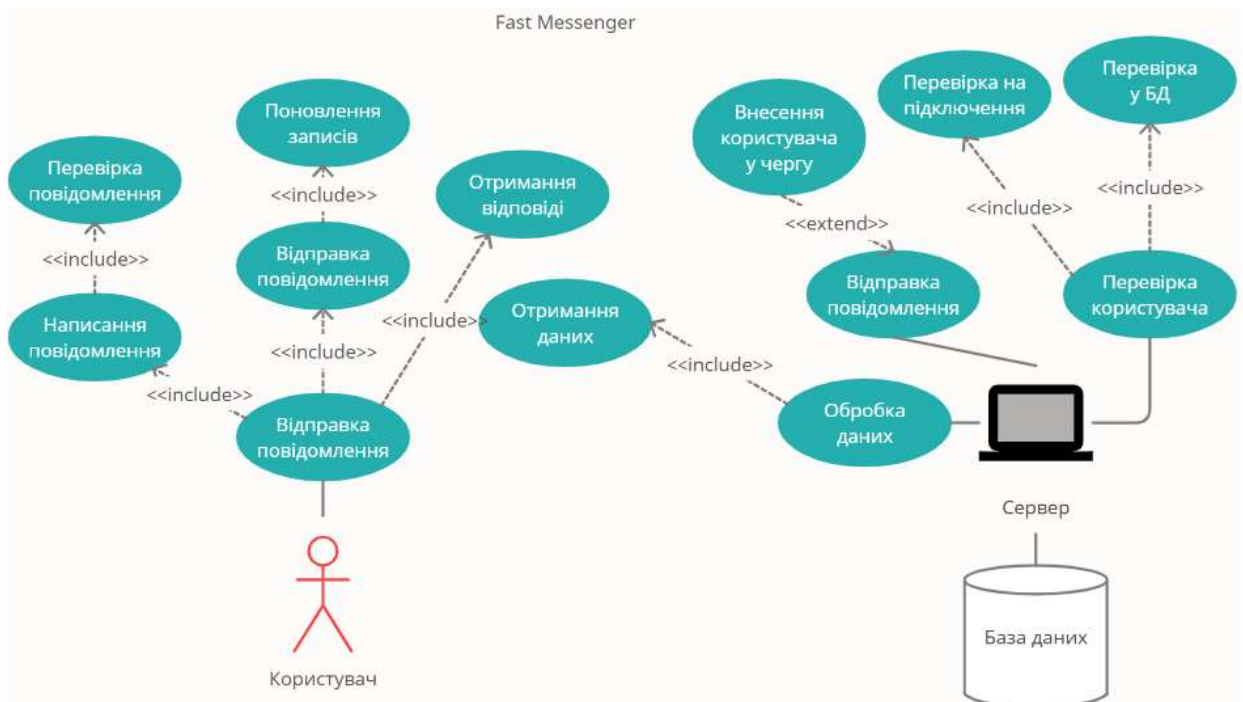 Fast Messenger
Поновлення
записів
Перевірка
повідомлення
<<include>>
<<include>>
Відправка
повідомлення
Отримання
відповіді
Написання
повідомлення
<<include>>
<<include>>
<<include>>
Відправка
повідомлення
Користувач
Внесення
користувача
у чергу
Перевірка на
підключення
Перевірка
у БД
<<extend>>
<<include>>
<<include>>
Відправка
повідомлення
Перевірка
користувача
Отримання
даних
<<include>>
Обробка
даних
Сервер
База даних